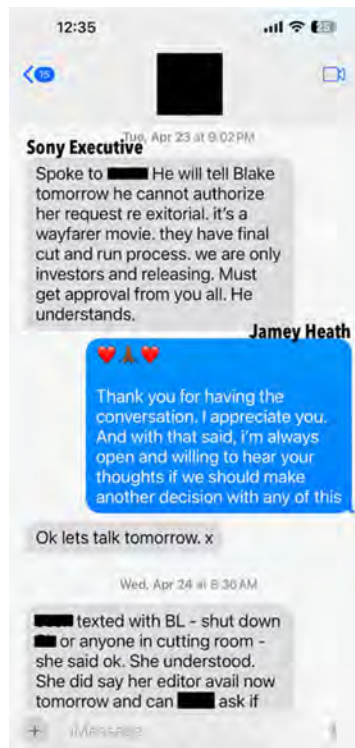 12:35
15
Tue, Apr 23 at 9:02 PM
Sony Executive
Spoke to He will tell Blake
tomorrow he cannot authorize
her request re exitorial. it's a
wayfarer movie. they have final
cut and run process. we are only
investors and releasing. Must
get approval from you all. He
understands.
Jamey Heath
❤️🙏🏾❤️
Thank you for having the
conversation. I appreciate you.
And with that said, i'm always
open and willing to hear your
thoughts if we should make
another decision with any of this
Ok lets talk tomorrow. x
Wed, Apr 24 at 8:30 AM
texted with BL - shut down
or anyone in cutting room -
she said ok. She understood.
She did say her editor avail now
tomorrow and can ask if
+ iMessage